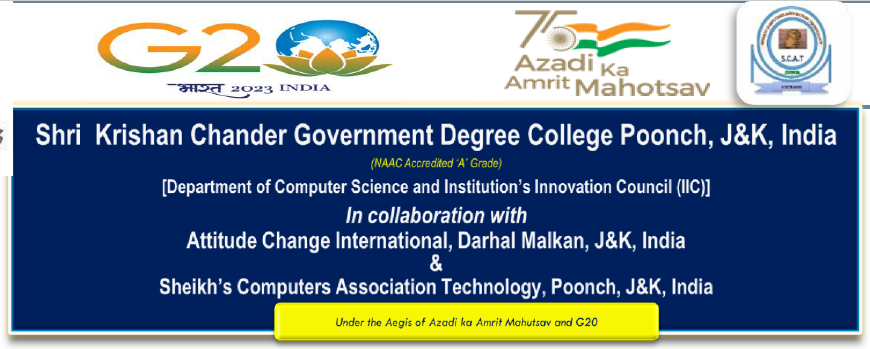 G20
भारत 2023 INDIA
75
Azadi Ka
Amrit Mahotsav
S.C.A.T
Shri Krishan Chander Government Degree College Poonch, J&K, India
(NAAC Accredited 'A' Grade)
[Department of Computer Science and Institution's Innovation Council (IIC)]
In collaboration with
Attitude Change International, Darhal Malkan, J&K, India
&
Sheikh's Computers Association Technology, Poonch, J&K, India
Under the Aegis of Azadi ka Amrit Mahutsav and G20